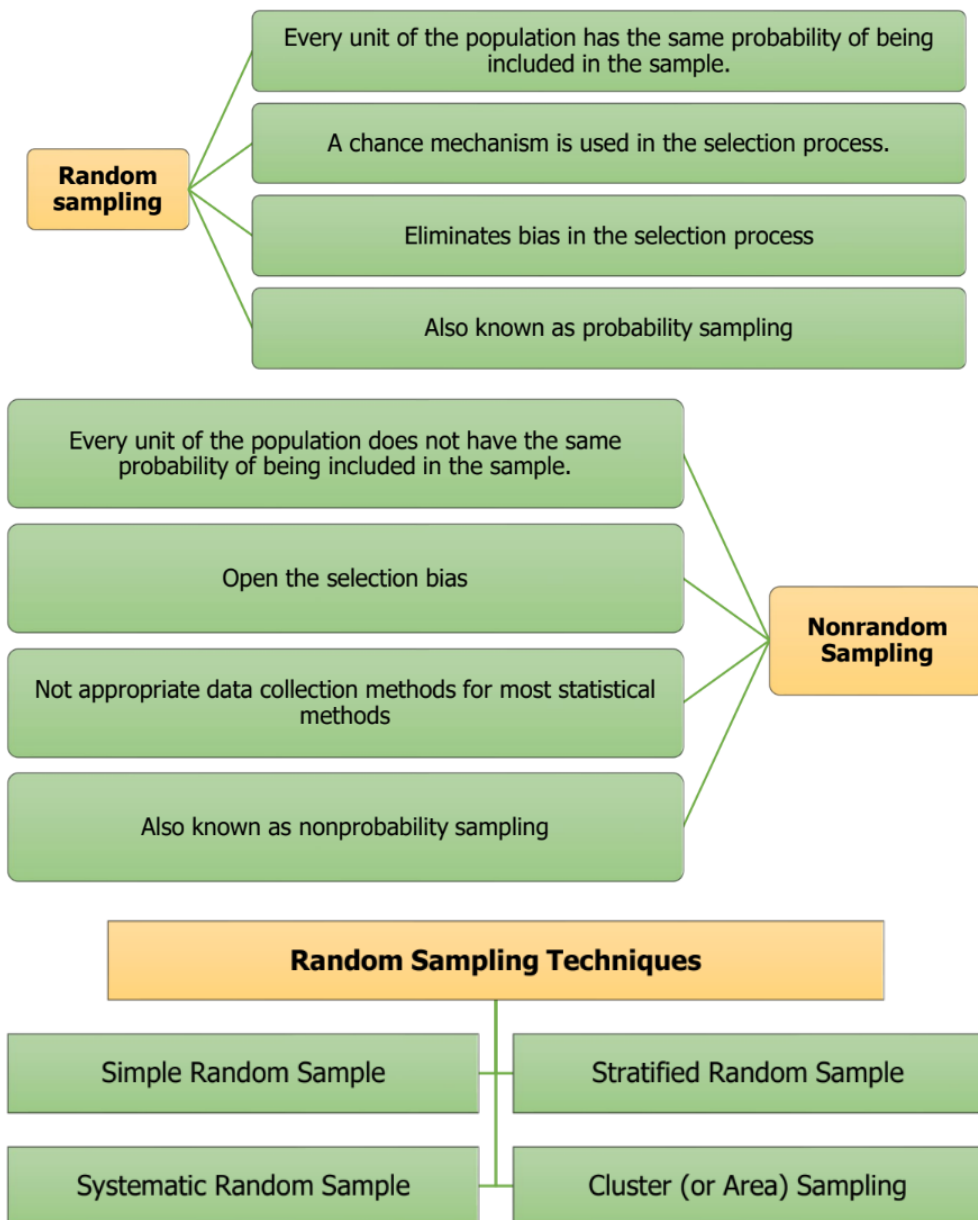 Every unit of the population has the same probability of being
included in the sample.
A chance mechanism is used in the selection process.
Random
sampling
Eliminates bias in the selection process
Also known as probability sampling
Every unit of the population does not have the same
probability of being included in the sample.
Open the selection bias
Nonrandom
Sampling
Not appropriate data collection methods for most statistical
methods
Also known as nonprobability sampling
Random Sampling Techniques
Simple Random Sample
Stratified Random Sample
Systematic Random Sample
Cluster (or Area) Sampling